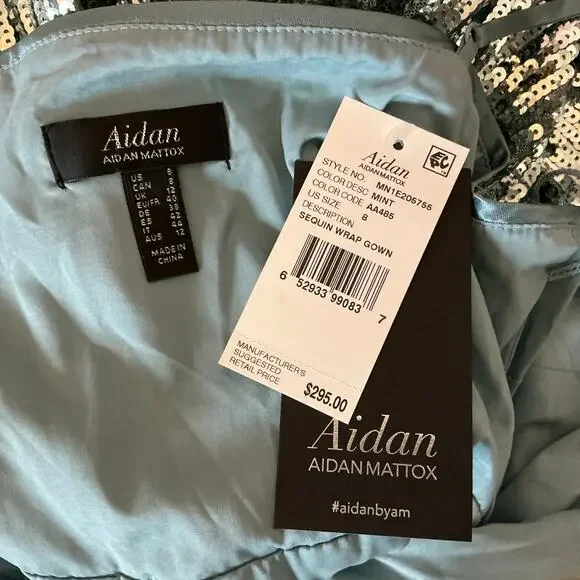 Aidan
AIDAN MATTOX
US 8
CAN 8
UK 12
EU/FR 40
DE 38
ES 42
IT 44
AUS 12
MADE IN
CHINA
Aidan
AIDAN MATTOX
STYLE NO. MN1E205755
COLOR DESC MINT
COLOR CODE AA485
US SIZE 8
DESCRIPTION
SEQUIN WRAP GOWN
6 52933 99083 7
MANUFACTURER'S
SUGGESTED
RETAIL PRICE
$295.00
Aidan
AIDAN MATTOX
#aidanbyam